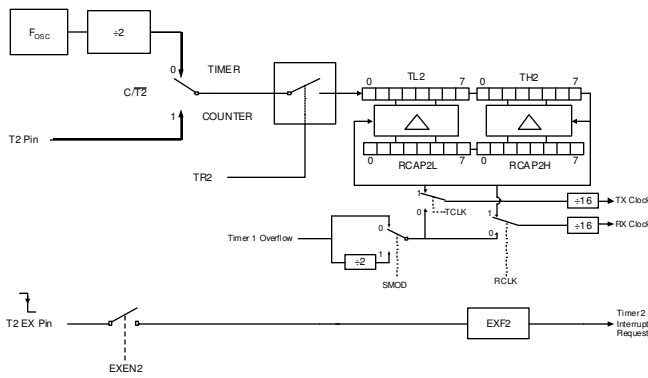 FOSC
÷2
0
TIMER
C/T2
1
COUNTER
T2 Pin
TR2
0
TL2
7
0
TH2
7
0
RCAP2L
7
0
RCAP2H
7
1
TCLK
0
÷16
TX Clock
1
0
÷16
RX Clock
Timer 1 Overflow
0
÷2
1
SMOD
RCLK
T2 EX Pin
EXEN2
EXF2
Timer 2
Interrupt
Request